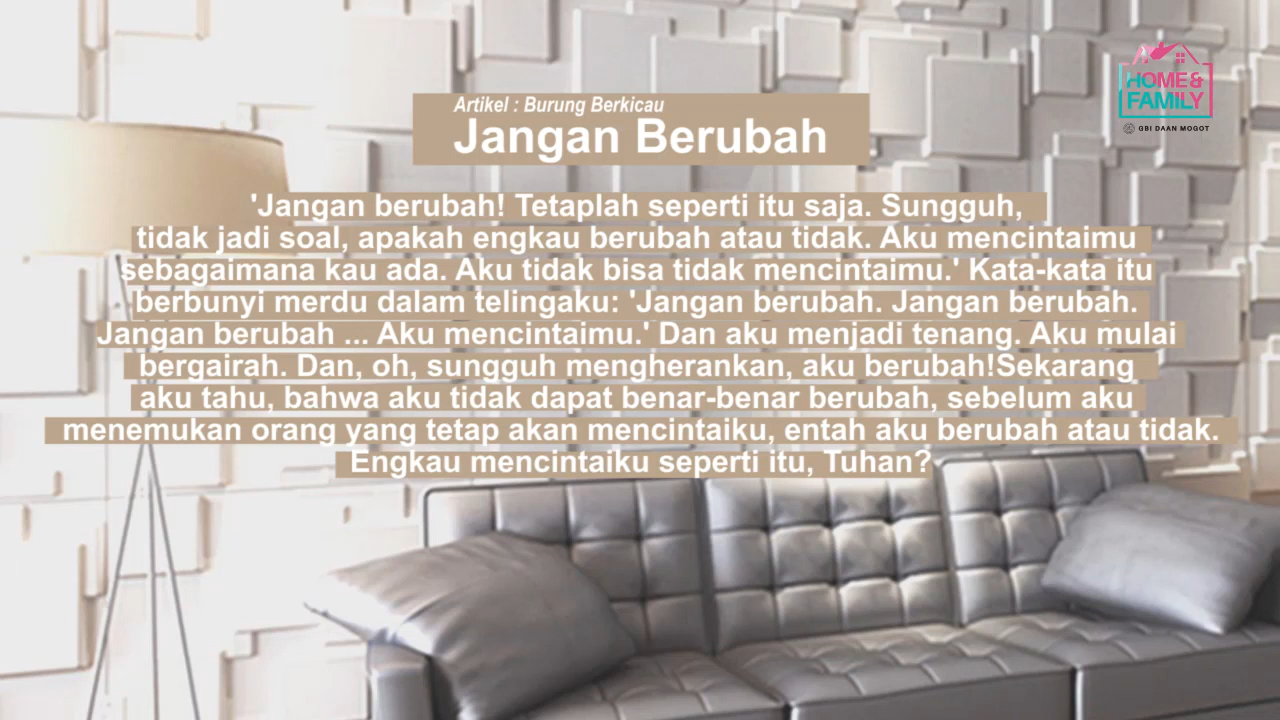 HOME &
FAMILY
GBI DAAN MOGOT
Artikel : Burung Berkicau
Jangan Berubah
'Jangan berubah! Tetaplah seperti itu saja. Sungguh,
tidak jadi soal, apakah engkau berubah atau tidak. Aku mencintaimu
sebagaimana kau ada. Aku tidak bisa tidak mencintaimu.' Kata-kata itu
berbunyi merdu dalam telingaku: 'Jangan berubah. Jangan berubah.
Jangan berubah ... Aku mencintaimu.' Dan aku menjadi tenang. Aku mulai
bergairah. Dan, oh, sungguh mengherankan, aku berubah!Sekarang
aku tahu, bahwa aku tidak dapat benar-benar berubah, sebelum aku
menemukan orang yang tetap akan mencintaiku, entah aku berubah atau tidak.
Engkau mencintaiku seperti itu, Tuhan?